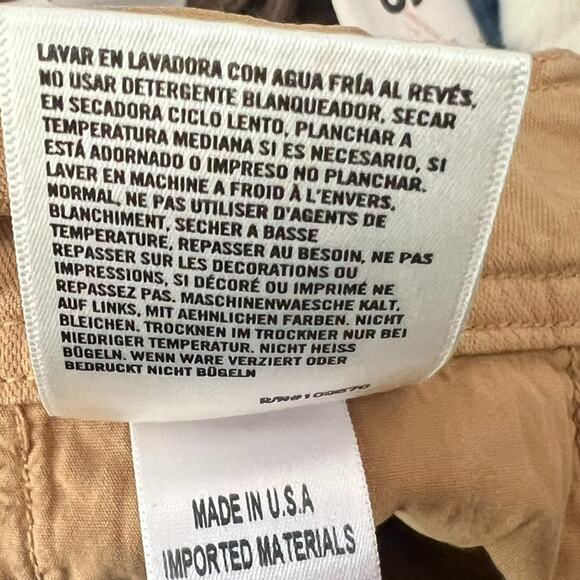 LAVAR EN LAVADORA CON AGUA FRÍA AL REVÉS,
NO USAR DETERGENTE BLANQUEADOR, SECAR
EN SECADORA CICLO LENTO, PLANCHAR A
TEMPERATURA MEDIANA SI ES NECESARIO, SI
ESTÁ ADORNADO O IMPRESO NO PLANCHAR.
LAVER EN MACHINE A FROID À L'ENVERS,
NORMAL, NE PAS UTILISER D'AGENTS DE
BLANCHIMENT, SECHER A BASSE
TEMPERATURE, REPASSER AU BESOIN, NE PAS
REPASSER SUR LES DECORATIONS OU
IMPRESSIONS, SI DÉCORÉ OU IMPRIMÉ NE
REPASSEZ PAS. MASCHINENWAESCHE KALT,
AUF LINKS, MIT AEHNLICHEN FARBEN. NICHT
BLEICHEN. TROCKNEN IM TROCKNER NUR BEI
NIEDRIGER TEMPERATUR. NICHT HEISS
BÜGELN. WENN WARE VERZIERT ODER
BEDRUCKT NICHT BÜGELN
MADE IN U.S.A
IMPORTED MATERIALS